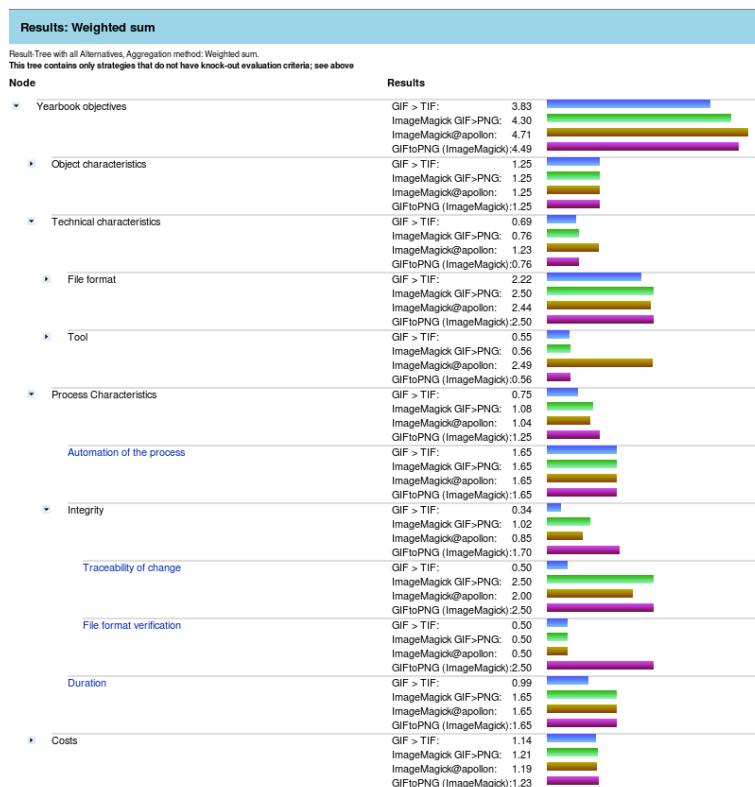 Results: Weighted sum
Result-Tree with all Alternatives, Aggregation method: Weighted sum.
This tree contains only strategies that do not have knock-out evaluation criteria; see above
Node Results
Yearbook objectives GIF > TIF: 3.83
ImageMagick GIF>PNG: 4.30
ImageMagick@apollon: 4.71
GIFtoPNG (ImageMagick):4.49
Object characteristics GIF > TIF: 1.25
ImageMagick GIF>PNG: 1.25
ImageMagick@apollon: 1.25
GIFtoPNG (ImageMagick):1.25
Technical characteristics GIF > TIF: 0.69
ImageMagick GIF>PNG: 0.76
ImageMagick@apollon: 1.23
GIFtoPNG (ImageMagick):0.76
File format GIF > TIF: 2.22
ImageMagick GIF>PNG: 2.50
ImageMagick@apollon: 2.44
GIFtoPNG (ImageMagick):2.50
Tool GIF > TIF: 0.55
ImageMagick GIF>PNG: 0.56
ImageMagick@apollon: 2.49
GIFtoPNG (ImageMagick):0.56
Process Characteristics GIF > TIF: 0.75
ImageMagick GIF>PNG: 1.08
ImageMagick@apollon: 1.04
GIFtoPNG (ImageMagick):1.25
Automation of the process GIF > TIF: 1.65
ImageMagick GIF>PNG: 1.65
ImageMagick@apollon: 1.65
GIFtoPNG (ImageMagick):1.65
Integrity GIF > TIF: 0.34
ImageMagick GIF>PNG: 1.02
ImageMagick@apollon: 0.85
GIFtoPNG (ImageMagick):1.70
Traceability of change GIF > TIF: 0.50
ImageMagick GIF>PNG: 2.50
ImageMagick@apollon: 2.00
GIFtoPNG (ImageMagick):2.50
File format verification GIF > TIF: 0.50
ImageMagick GIF>PNG: 0.50
ImageMagick@apollon: 0.50
GIFtoPNG (ImageMagick):2.50
Duration GIF > TIF: 0.99
ImageMagick GIF>PNG: 1.65
ImageMagick@apollon: 1.65
GIFtoPNG (ImageMagick):1.65
Costs GIF > TIF: 1.14
ImageMagick GIF>PNG: 1.21
ImageMagick@apollon: 1.19
GIFtoPNG (ImageMagick):1.23